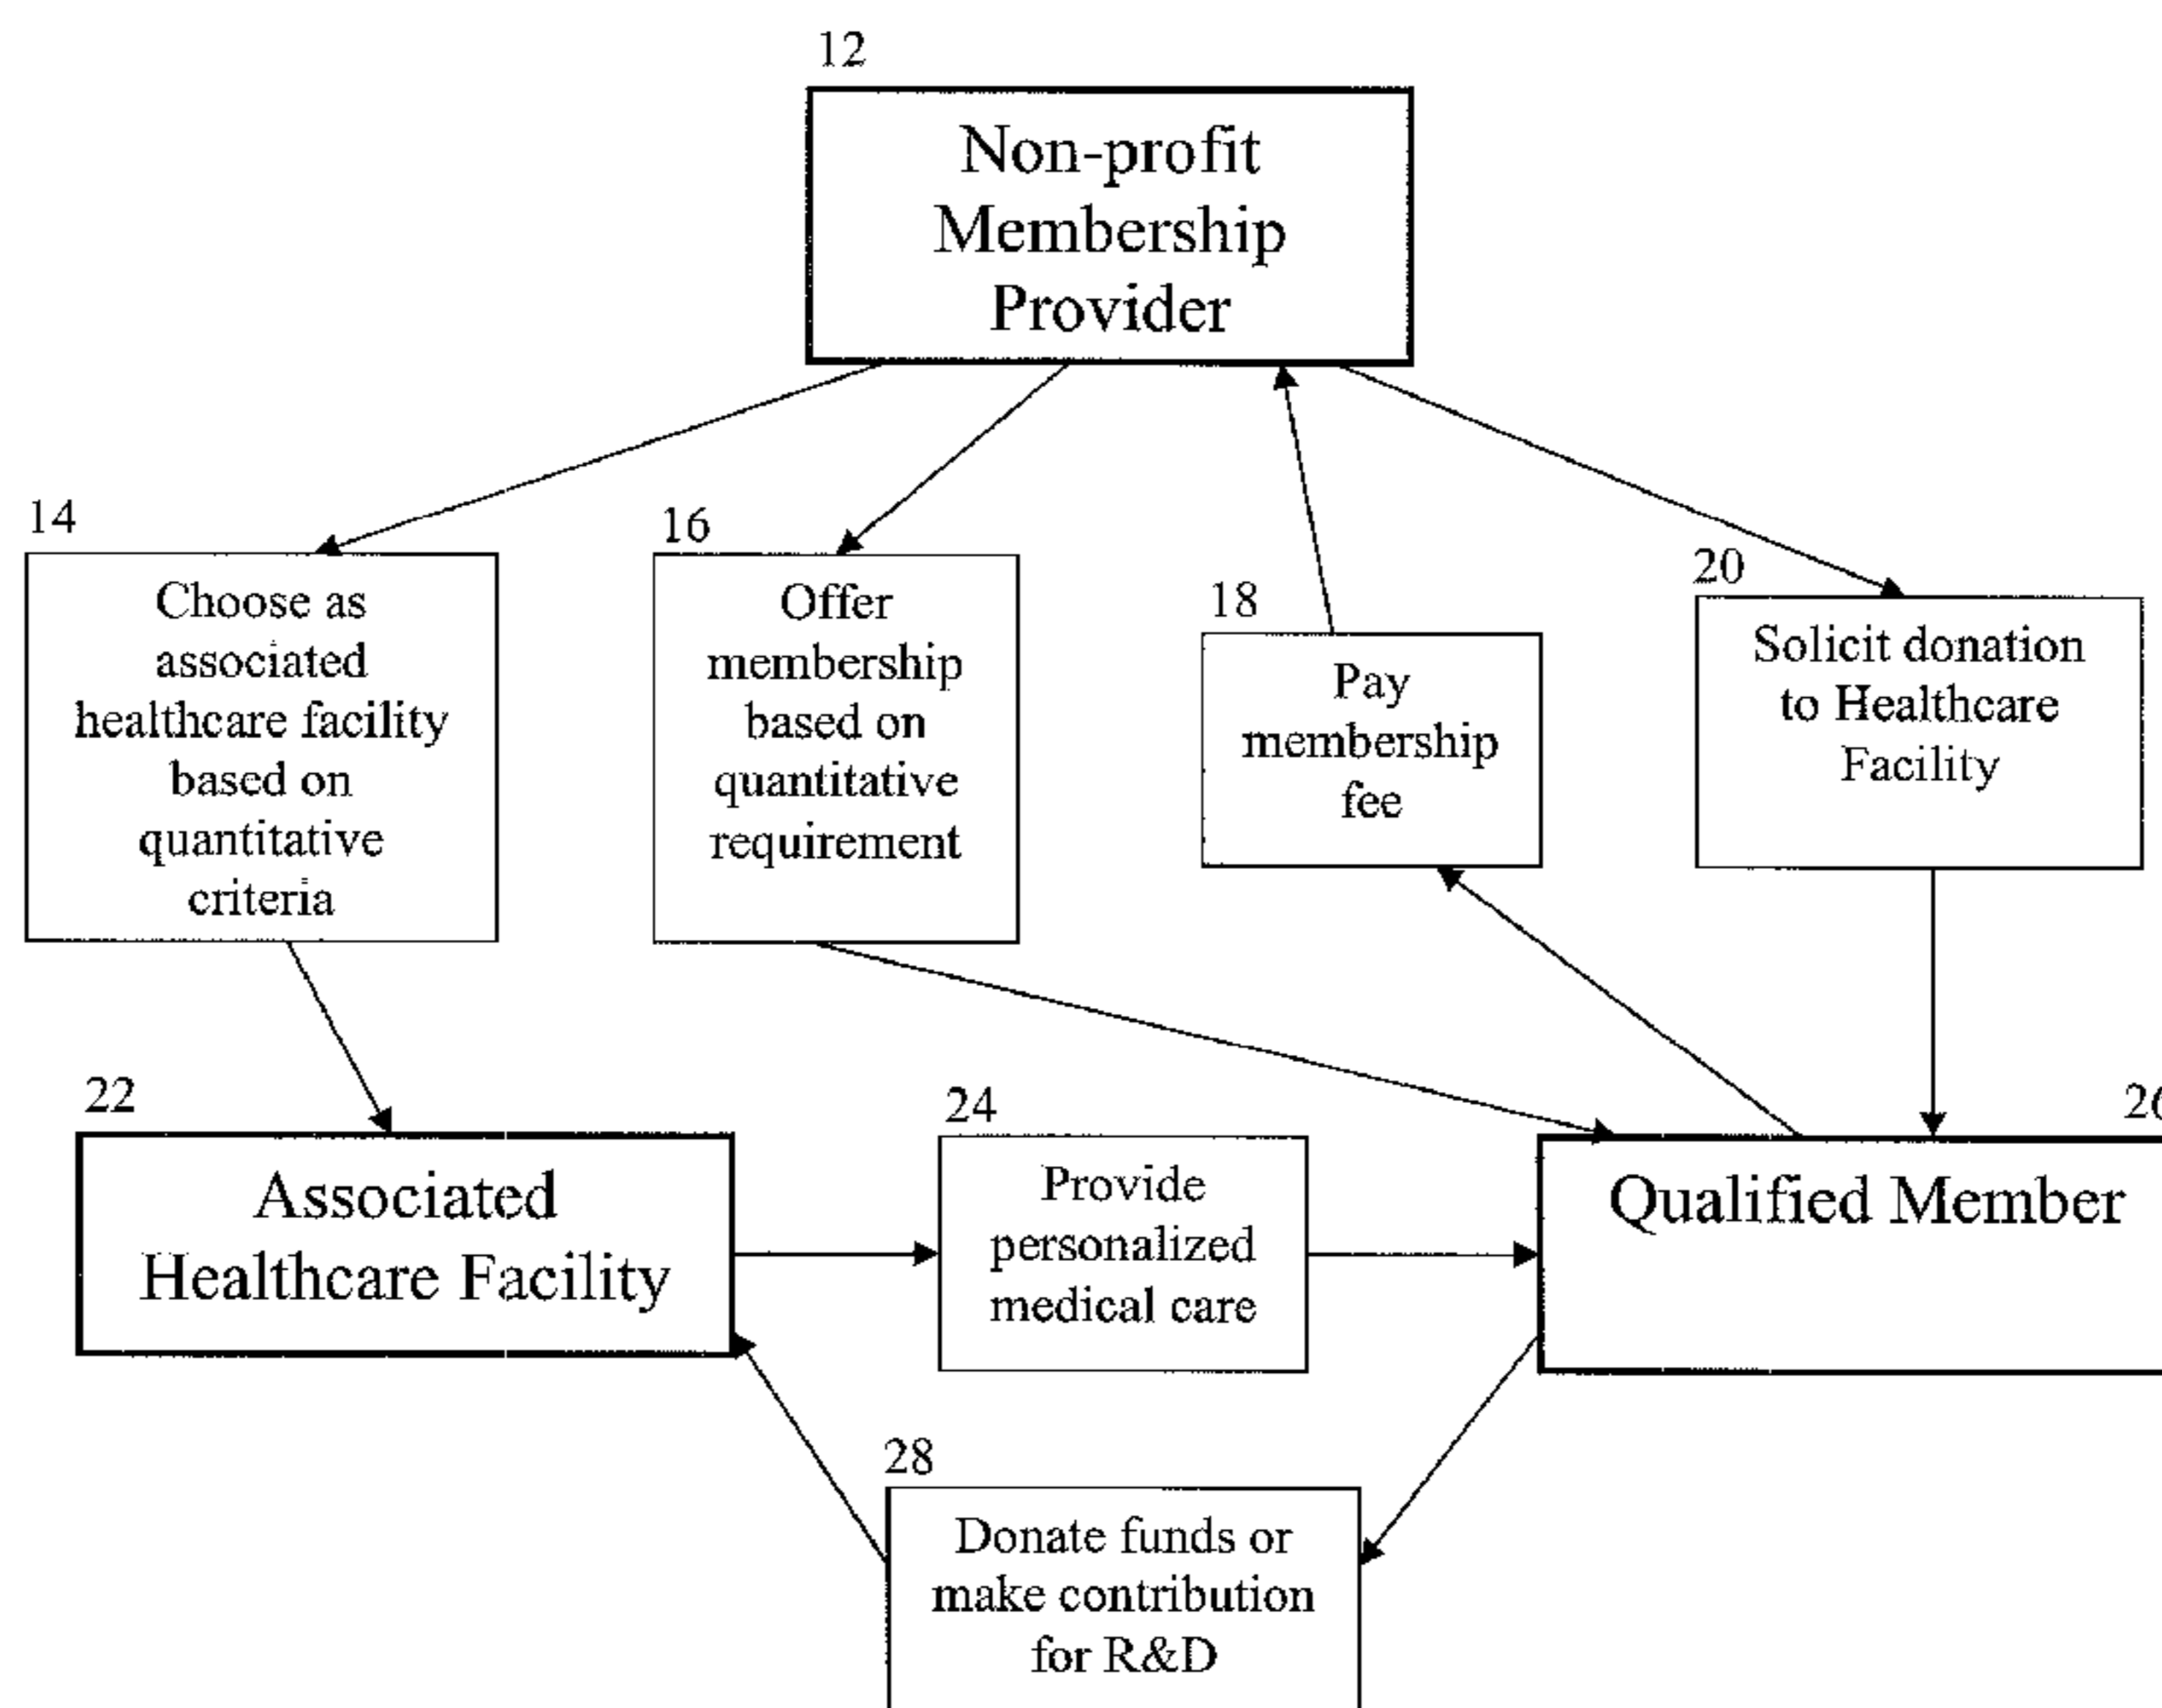 12
Non-profit
Membership
Provider
14
Choose as
associated
healthcare facility
based on
quantitative
criteria
16
Offer
membership
based on
quantitative
requirement
18
Pay
membership
fee
20
Solicit donation
to Healthcare
Facility
22
Associated
Healthcare Facility
24
Provide
personalized
medical care
26
Qualified Member
28
Donate funds or
make contribution
for R&D